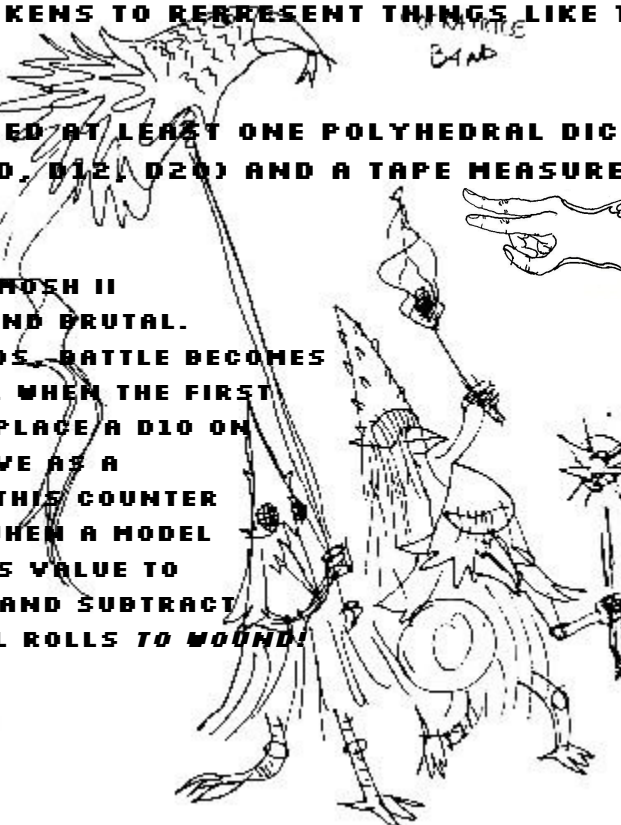 KENS TO REPRESENT THINGS LIKE T
BAND
ED AT LEAST ONE POLYHEDRAL DIC
D12, D20) AND A TAPE MEASURE
MOSH II
ND BRUTAL.
DS, BATTLE BECOMES
WHEN THE FIRST
PLACE A D10 ON
VE AS A
THIS COUNTER
WHEN A MODEL
S VALUE TO
AND SUBTRACT
L ROLLS TO WOUND!